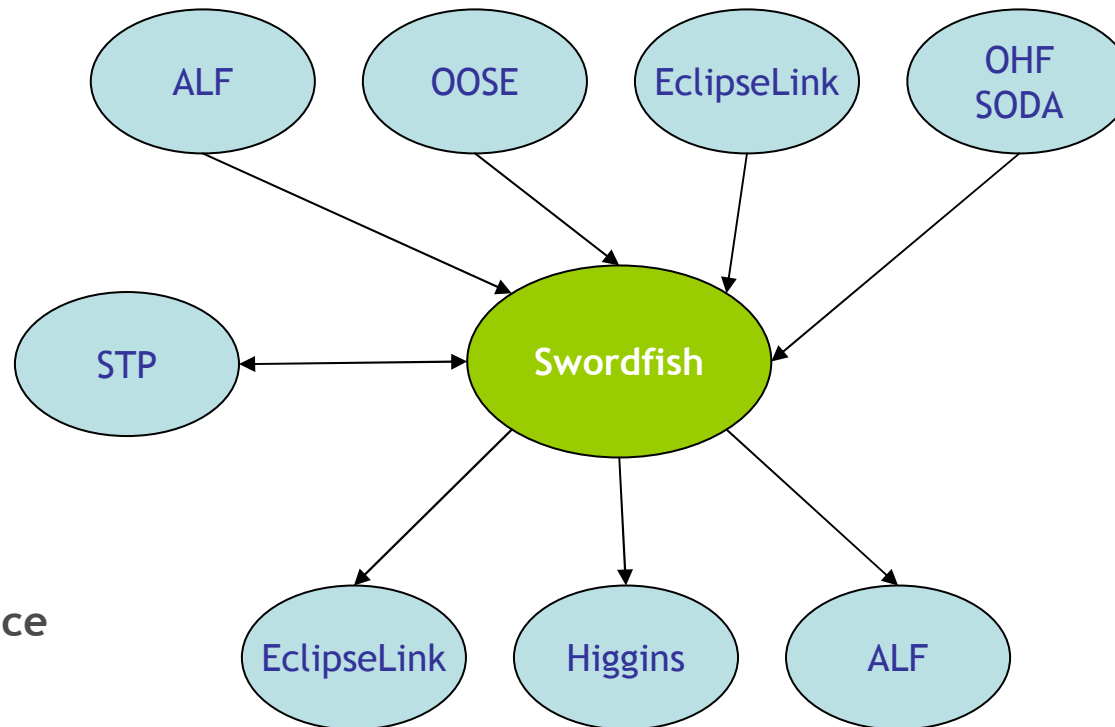 ALF
OOSE
EclipseLink
OHF
SODA
STP
Swordfish
ce
EclipseLink
Higgins
ALF